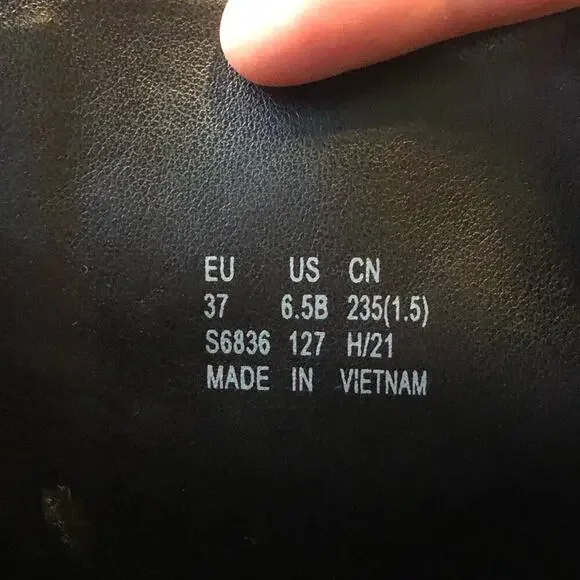 EU US CN
37 6.5B 235(1.5)
S6836 127 H/21
MADE IN VIETNAM